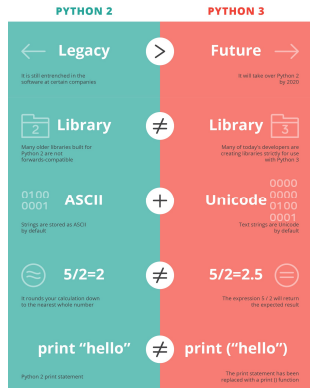 PYTHON 2
PYTHON 3
Legacy
>
Future
It is still entrenched in the
software at certain companies
It will take over Python 2
by 2020
2
Library
≠
Library
3
Many older libraries built for
Python 2 are not
forwards-compatible
Many of today's developers are
creating libraries strictly for use
with Python 3
0100
0001
ASCII
+
Unicode
0000
0000
0100
0001
Strings are stored as ASCII
by default
Text strings are Unicode
by default
≈
5/2=2
≠
5/2=2.5
=
It rounds your calculation down
to the nearest whole number
The expression 5 / 2 will return
the expected result
print “hello”
≠
print (“hello”)
Python 2 print statement
The print statement has been
replaced with a print () function